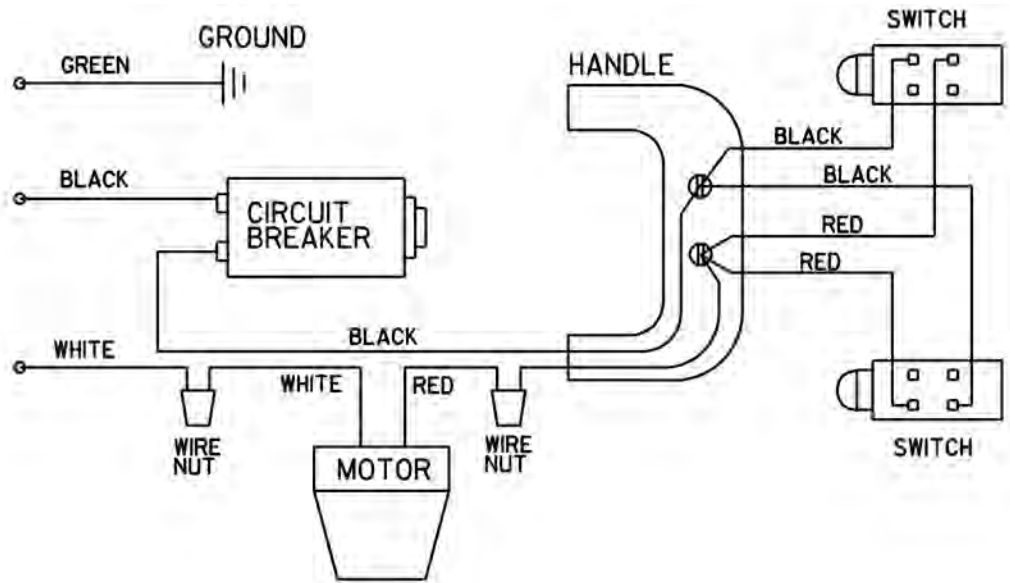 SWITCH
GROUND
GREEN
HANDLE
BLACK
BLACK
BLACK
CIRCUIT
BREAKER
RED
RED
BLACK
WHITE
WHITE
RED
WIRE
NUT
WIRE
NUT
MOTOR
SWITCH